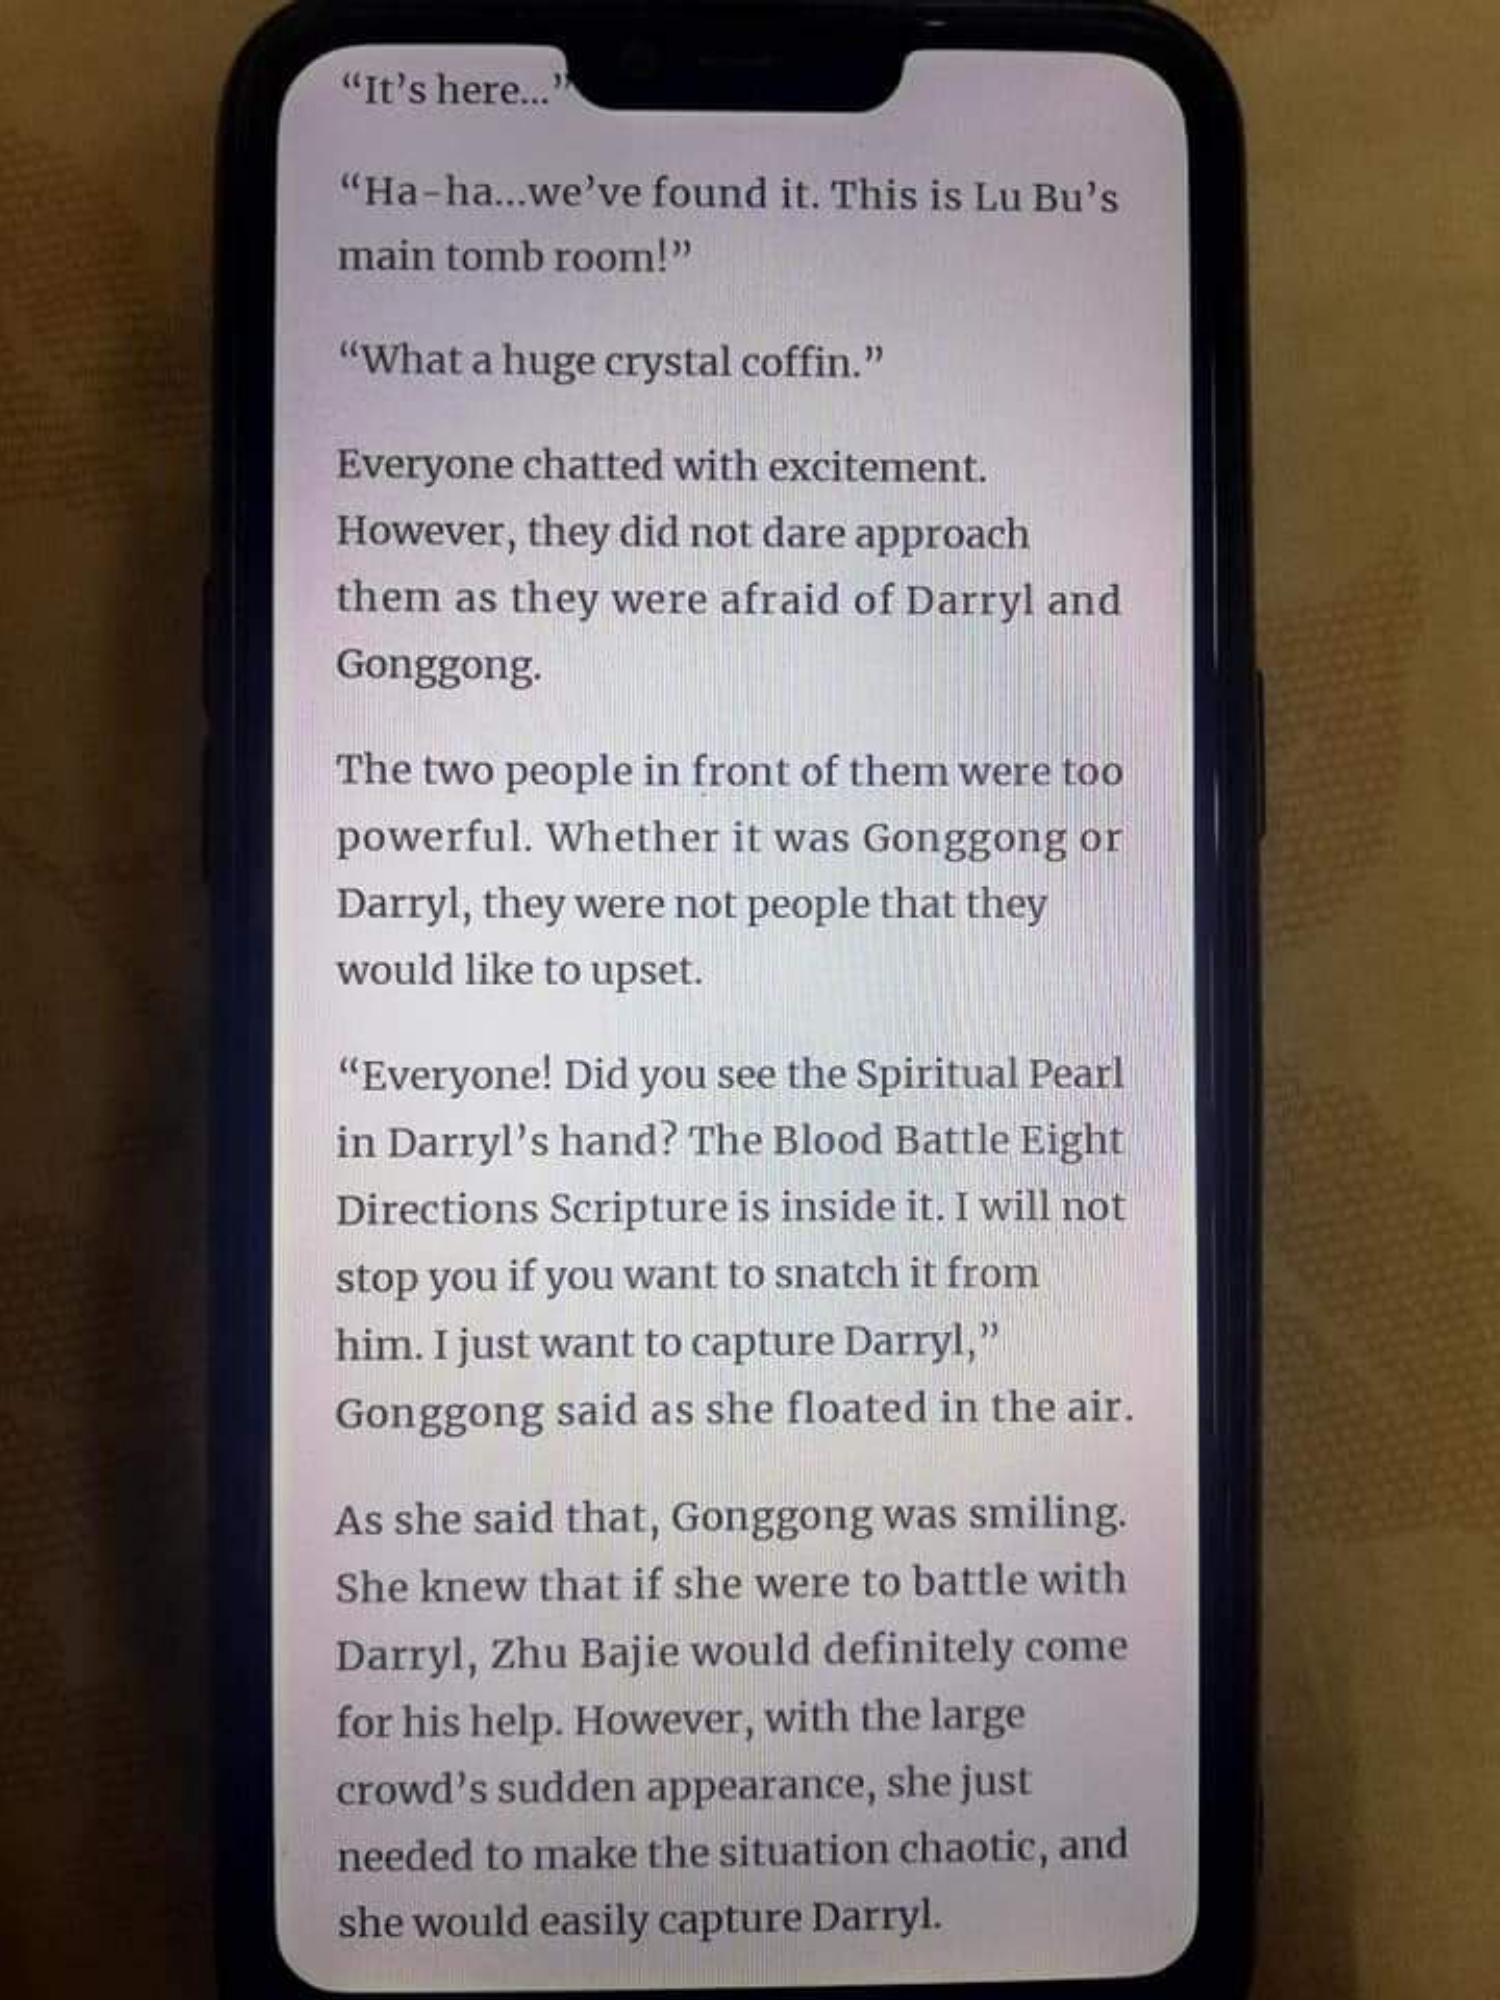 “It’s here...”
“Ha-ha...we’ve found it. This is Lu Bu’s
main tomb room!”
“What a huge crystal coffin.”
Everyone chatted with excitement.
However, they did not dare approach
them as they were afraid of Darryl and
Gonggong.
The two people in front of them were too
powerful. Whether it was Gonggong or
Darryl, they were not people that they
would like to upset.
“Everyone! Did you see the Spiritual Pearl
in Darryl’s hand? The Blood Battle Eight
Directions Scripture is inside it. I will not
stop you if you want to snatch it from
him. I just want to capture Darryl,”
Gonggong said as she floated in the air.
As she said that, Gonggong was smiling.
She knew that if she were to battle with
Darryl, Zhu Bajie would definitely come
for his help. However, with the large
crowd’s sudden appearance, she just
needed to make the situation chaotic, and
she would easily capture Darryl.